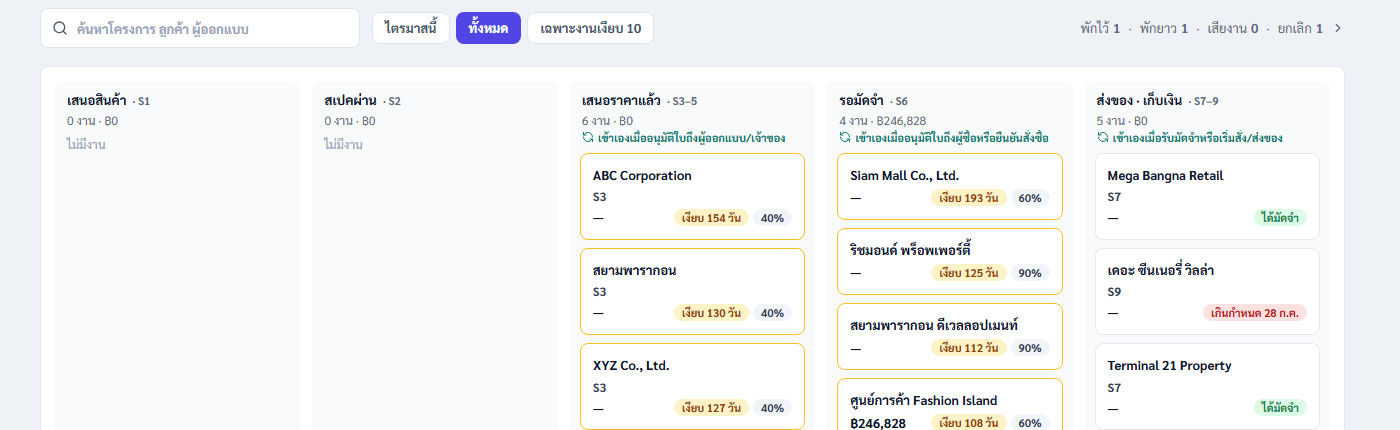 ค้นหาโครงการ ลูกค้า ผู้ออกแบบ
ไตรมาสนี้
ทั้งหมด
เฉพาะงานเงียบ 10
พักไว้ 1 · พักยาว 1 · เสียงาน 0 · ยกเลิก 1
เสนอสินค้า · S1
0 งาน · ฿0
ไม่มีงาน
สเปคผ่าน · S2
0 งาน · ฿0
ไม่มีงาน
เสนอราคาแล้ว · S3–5
6 งาน · ฿0
เข้าเองเมื่ออนุมัติใบถึงผู้ออกแบบ/เจ้าของ
ABC Corporation
S3
— เงียบ 154 วัน 40%
สยามพารากอน
S3
— เงียบ 130 วัน 40%
XYZ Co., Ltd.
S3
— เงียบ 127 วัน 40%
รอมัดจำ · S6
4 งาน · ฿246,828
เข้าเองเมื่ออนุมัติใบถึงผู้ซื้อหรือยืนยันสั่งซื้อ
Siam Mall Co., Ltd.
— เงียบ 193 วัน 60%
ริชมอนด์ พร็อพเพอร์ตี้
— เงียบ 125 วัน 90%
สยามพารากอน ดีเวลลอปเมนท์
— เงียบ 112 วัน 90%
ศูนย์การค้า Fashion Island
฿246,828 เงียบ 108 วัน 60%
ส่งของ · เก็บเงิน · S7–9
5 งาน · ฿0
เข้าเองเมื่อรับมัดจำหรือเริ่มสั่ง/ส่งของ
Mega Bangna Retail
S7
— ได้มัดจำ
เดอะ ซีนเนอรี่ วิลล่า
S9
— เกินกำหนด 28 ก.ค.
Terminal 21 Property
S7
— ได้มัดจำ